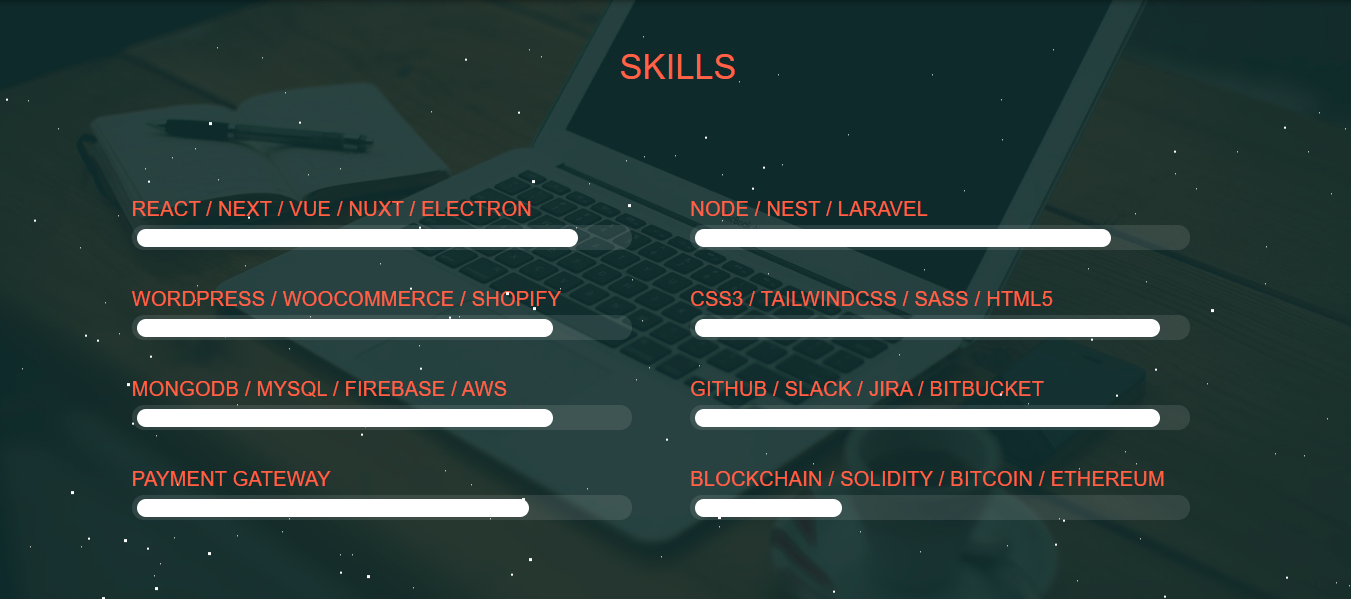 SKILLS
REACT / NEXT / VUE / NUXT / ELECTRON
NODE / NEST / LARAVEL
WORDPRESS / WOOCOMMERCE / SHOPIFY
CSS3 / TAILWINDCSS / SASS / HTML5
MONGODB / MYSQL / FIREBASE / AWS
GITHUB / SLACK / JIRA / BITBUCKET
PAYMENT GATEWAY
BLOCKCHAIN / SOLIDITY / BITCOIN / ETHEREUM